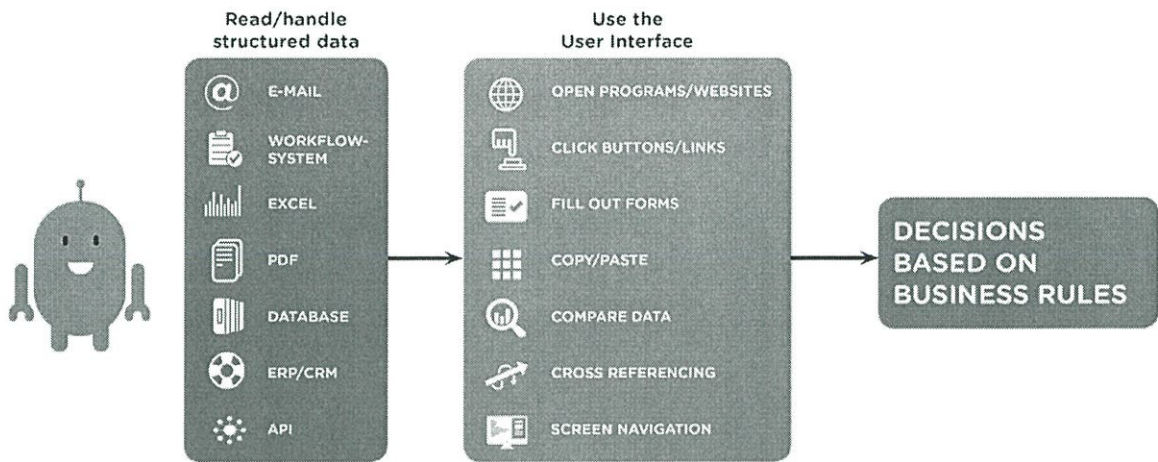 Read/handle
structured data
E-MAIL
WORKFLOW-
SYSTEM
EXCEL
PDF
DATABASE
ERP/CRM
API
Use the
User Interface
OPEN PROGRAMS/WEBSITES
CLICK BUTTONS/LINKS
FILL OUT FORMS
COPY/PASTE
COMPARE DATA
CROSS REFERENCING
SCREEN NAVIGATION
DECISIONS
BASED ON
BUSINESS RULES